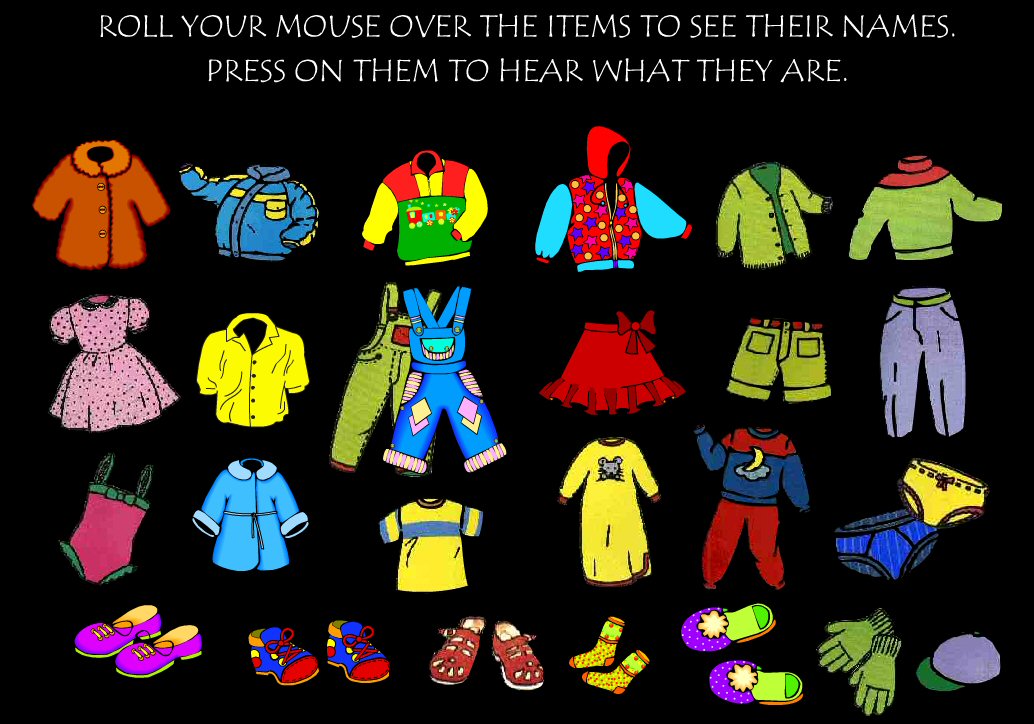 ROLL YOUR MOUSE OVER THE ITEMS TO SEE THEIR NAMES.
PRESS ON THEM TO HEAR WHAT THEY ARE.